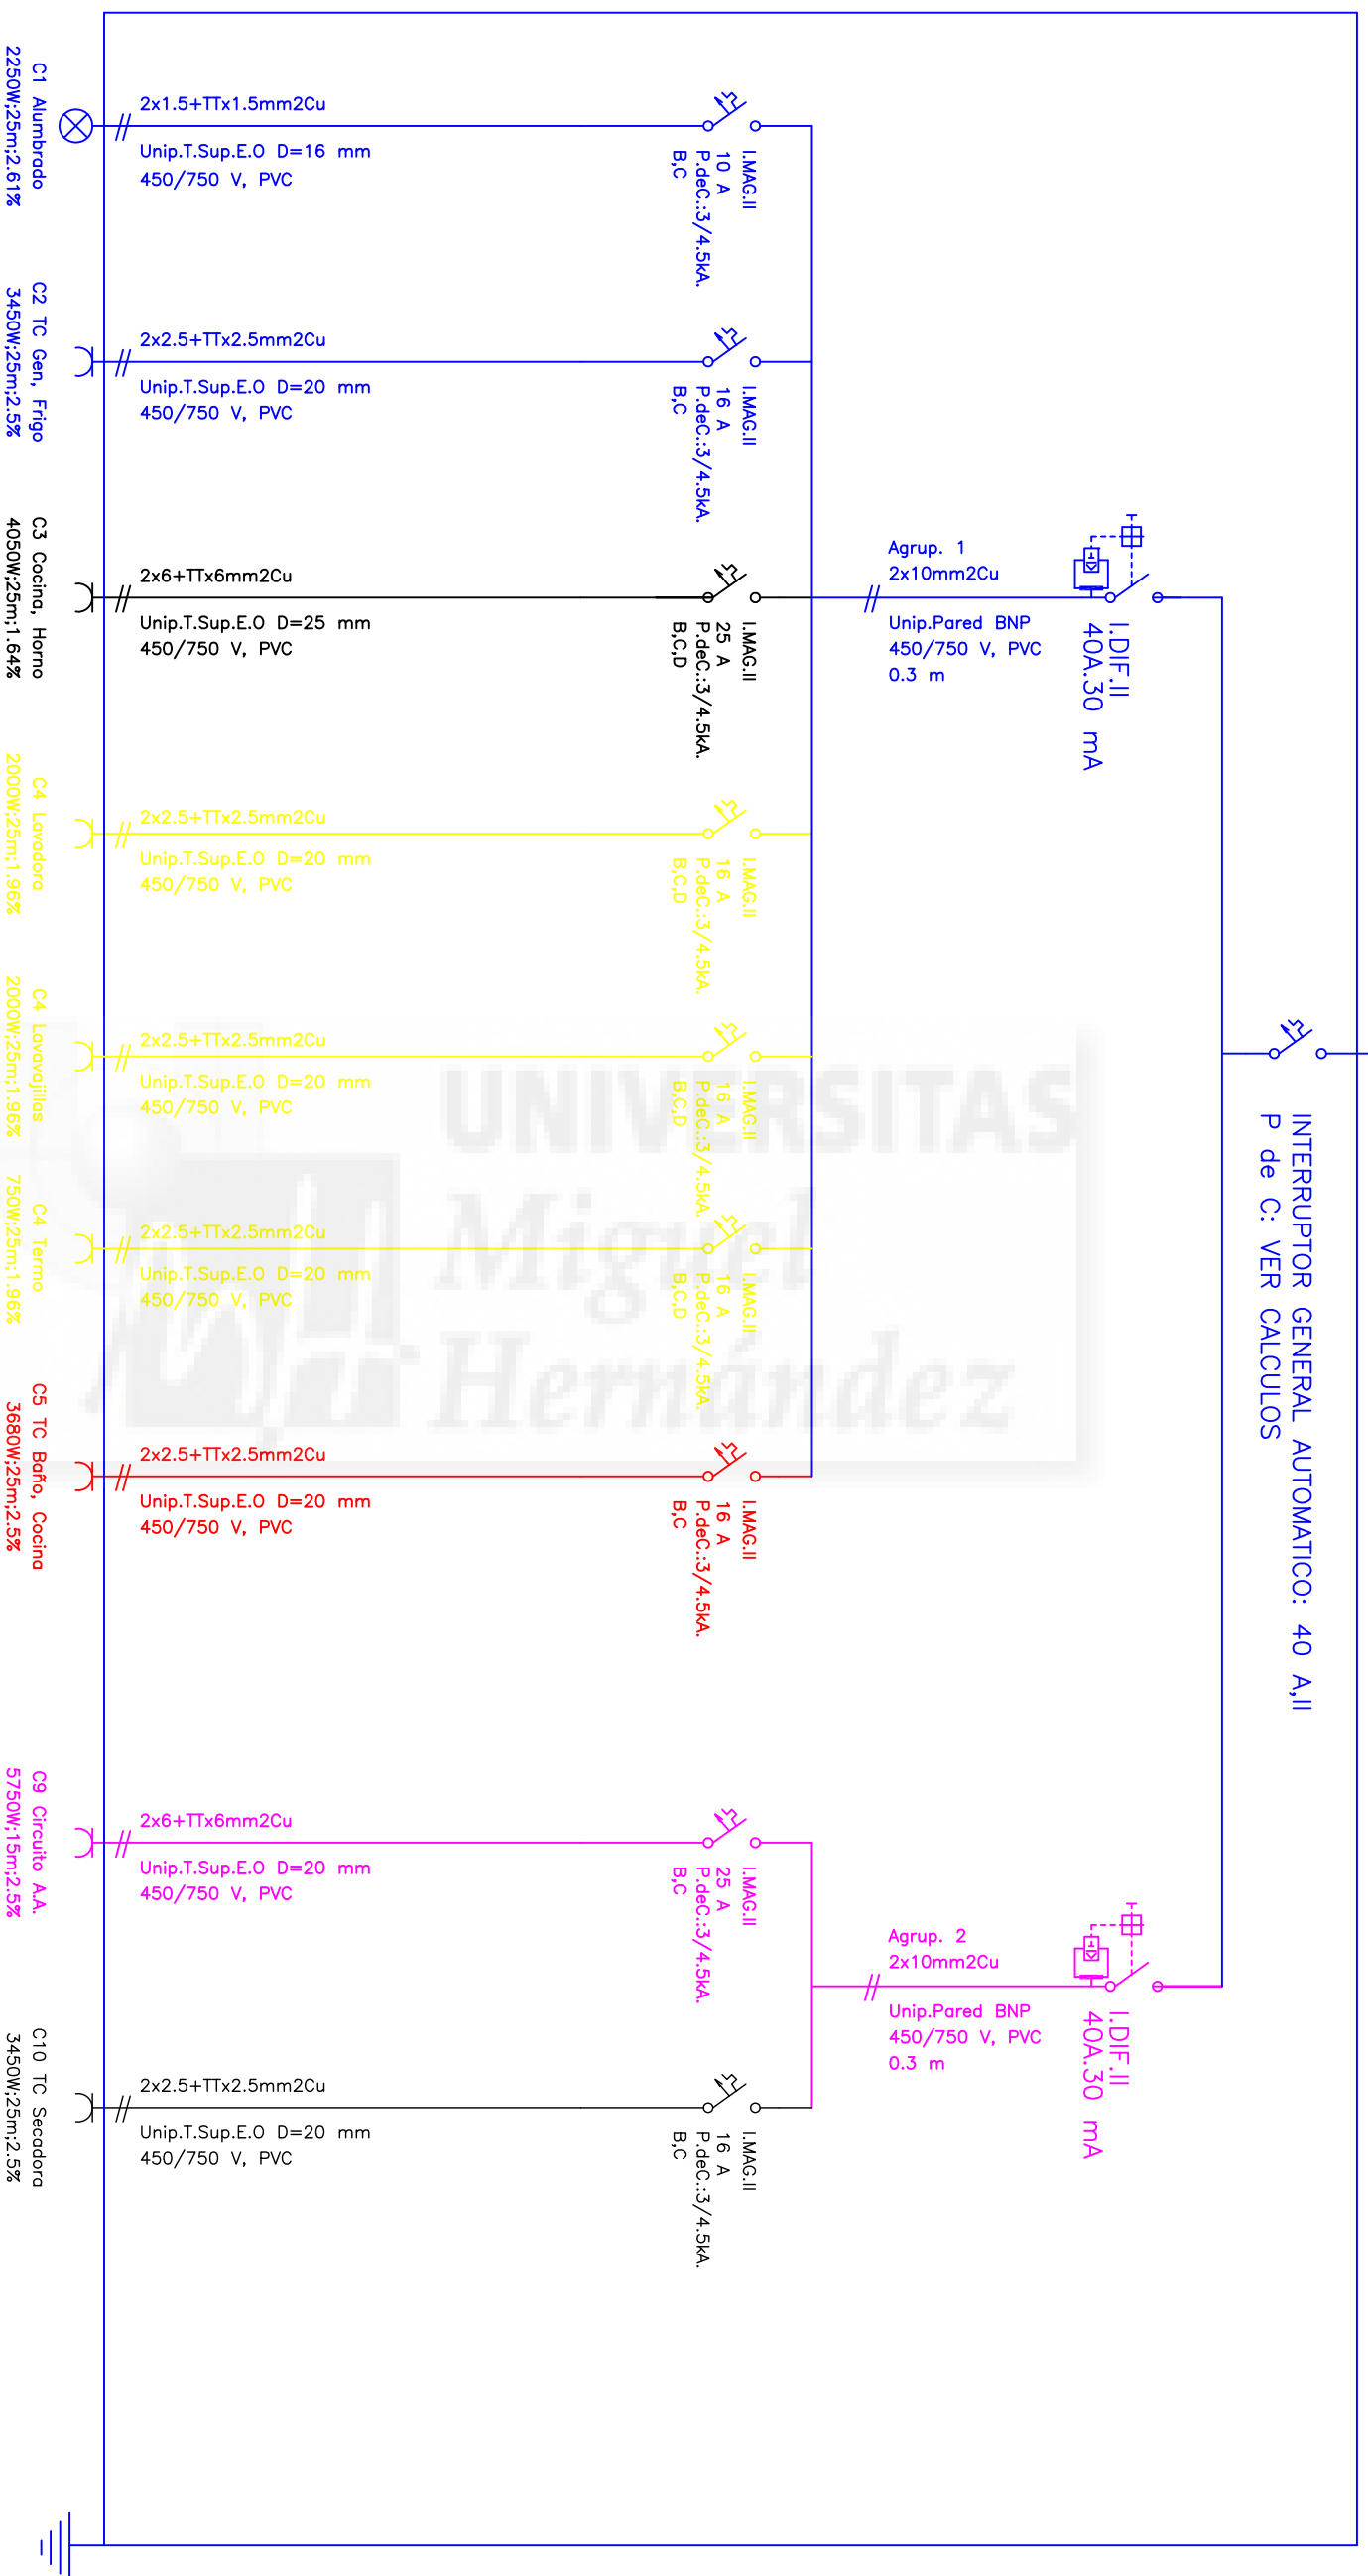 INTERRUPTOR GENERAL AUTOMATICO: 40 A,II
P de C: VER CALCULOS
I.DIF.II
40A.30 mA
Agrup. 1
2x10mm2Cu
Unip.Pared BNP
450/750 V, PVC
0.3 m
I.DIF.II
40A.30 mA
Agrup. 2
2x10mm2Cu
Unip.Pared BNP
450/750 V, PVC
0.3 m
I.MAG.II
10 A
P.deC.:3/4.5kA.
B,C
2x1.5+TTx1.5mm2Cu
Unip.T.Sup.E.O D=16 mm
450/750 V, PVC
C1 Alumbrado
2250W;25m;2.61%
I.MAG.II
16 A
P.deC.:3/4.5kA.
B,C
2x2.5+TTx2.5mm2Cu
Unip.T.Sup.E.O D=20 mm
450/750 V, PVC
C2 TC Gen, Frigo
3450W;25m;2.5%
I.MAG.II
25 A
P.deC.:3/4.5kA.
B,C,D
2x6+TTx6mm2Cu
Unip.T.Sup.E.O D=25 mm
450/750 V, PVC
C3 Cocina, Horno
4050W;25m;1.64%
I.MAG.II
16 A
P.deC.:3/4.5kA.
B,C,D
2x2.5+TTx2.5mm2Cu
Unip.T.Sup.E.O D=20 mm
450/750 V, PVC
C4 Lavadora
2000W;25m;1.96%
I.MAG.II
16 A
P.deC.:3/4.5kA.
B,C,D
2x2.5+TTx2.5mm2Cu
Unip.T.Sup.E.O D=20 mm
450/750 V, PVC
C4 Lavavajillas
2000W;25m;1.96%
I.MAG.II
16 A
P.deC.:3/4.5kA.
B,C,D
2x2.5+TTx2.5mm2Cu
Unip.T.Sup.E.O D=20 mm
450/750 V, PVC
C4 Termo
750W;25m;1.96%
I.MAG.II
16 A
P.deC.:3/4.5kA.
B,C
2x2.5+TTx2.5mm2Cu
Unip.T.Sup.E.O D=20 mm
450/750 V, PVC
C5 TC Baño, Cocina
3680W;25m;2.5%
I.MAG.II
25 A
P.deC.:3/4.5kA.
B,C
2x6+TTx6mm2Cu
Unip.T.Sup.E.O D=20 mm
450/750 V, PVC
C9 Circuito A.A.
5750W;15m;2.5%
I.MAG.II
16 A
P.deC.:3/4.5kA.
B,C
2x2.5+TTx2.5mm2Cu
Unip.T.Sup.E.O D=20 mm
450/750 V, PVC
C10 TC Secadora
3450W;25m;2.5%
UNIVERSITAS
Miguel
Hernández